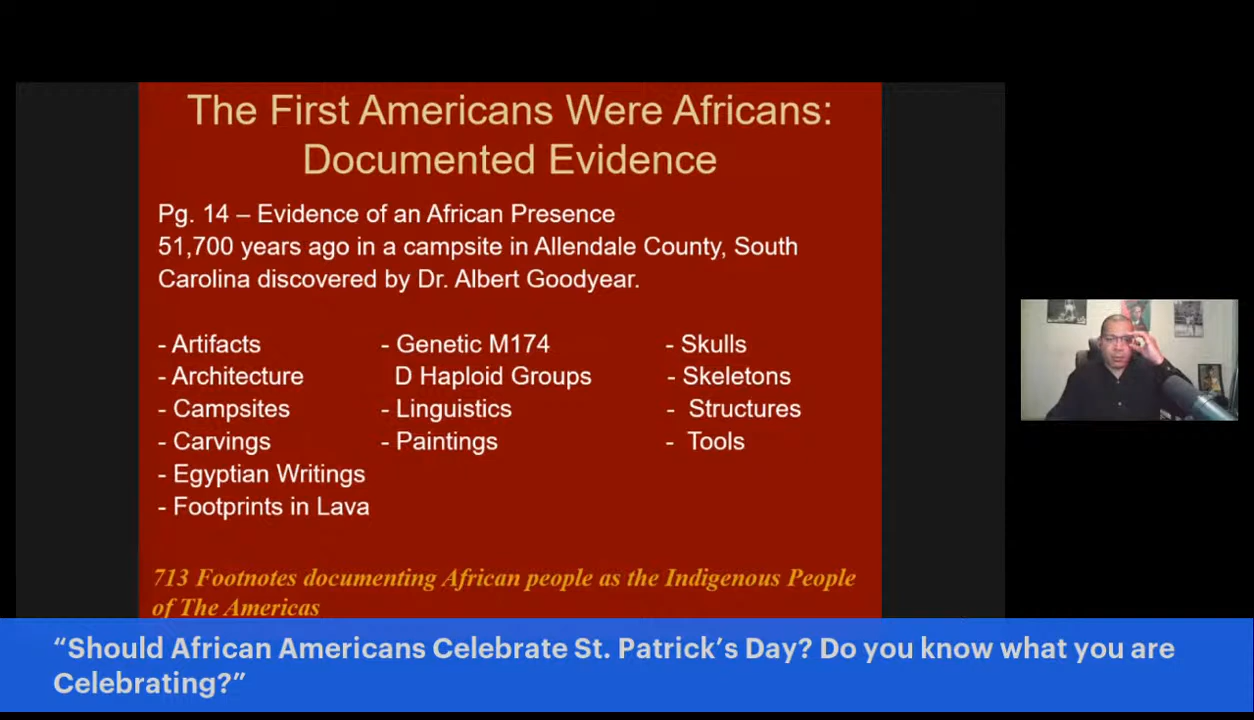 The First Americans Were Africans:
Documented Evidence
Pg. 14 – Evidence of an African Presence
51,700 years ago in a campsite in Allendale County, South
Carolina discovered by Dr. Albert Goodyear.
- Artifacts
- Architecture
- Campsites
- Carvings
- Egyptian Writings
- Footprints in Lava
- Genetic M174
D Haploid Groups
- Linguistics
- Paintings
- Skulls
- Skeletons
- Structures
- Tools
713 Footnotes documenting African people as the Indigenous People
of The Americas
“Should African Americans Celebrate St. Patrick’s Day? Do you know what you are
Celebrating?”